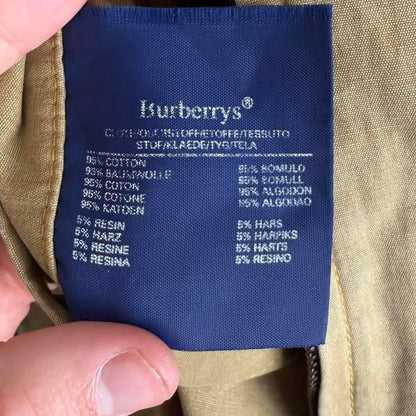 Burberrys®
CLOTH/OBERSTOFF/ETOFFE/TESSUTO
STUF/KLAEDE/TYG/TELA
95% COTTON
95% BAUMWOLLE
95% COTON
95% COTONE
95% KATOEN
95% BOMULD
95% BOMULL
95% ALGODON
95% ALGODAO
5% RESIN
5% HARZ
5% RESINE
5% RESINA
5% HARS
5% HARPIKS
5% HARTS
5% RESINO